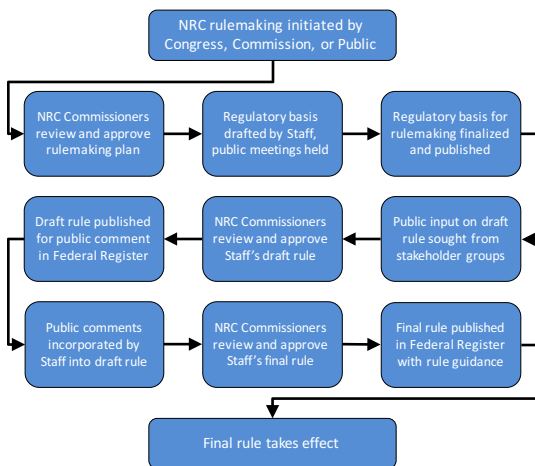 NRC rulemaking initiated by
Congress, Commission, or Public
NRC Commissioners
review and approve
rulemaking plan
Regulatory basis
drafted by Staff,
public meetings held
Regulatory basis for
rulemaking finalized
and published
Public input on draft
rule sought from
stakeholder groups
NRC Commissioners
review and approve
Staff's draft rule
Draft rule published
for public comment
in Federal Register
Public comments
incorporated by
Staff into draft rule
NRC Commissioners
review and approve
Staff's final rule
Final rule published
in Federal Register
with rule guidance
Final rule takes effect